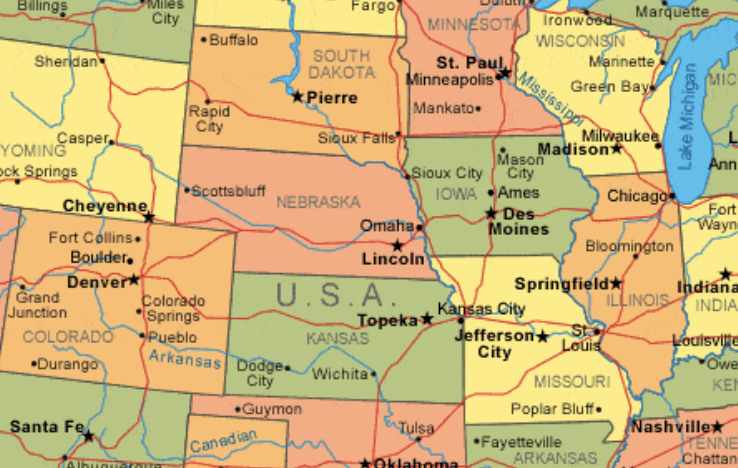 Billings
Miles
City
Fargo
Duluth
Ironwood
Marquette
MINNESOTA
WISCONSIN
Buffalo
SOUTH
DAKOTA
Sheridan
St. Paul
Minneapolis
Marinette
MIC
Green Bay
Pierre
Rapid
City
Mankato
Mississippi
Lake Michigan
Casper
Sioux Falls
Milwaukee
L
YOMING
Madison
Ann
ock Springs
Mason
City
Sioux City
Scottsbluff
NEBRASKA
IOWA
Ames
Chicago
Cheyenne
Omaha
Des
Moines
Fort
Wayn
Fort Collins
Boulder
Lincoln
Bloomington
Denver
Springfield
Indiana
Grand
Junction
Colorado
Springs
U.S.A.
ILLINOIS
INDIA
Kansas City
Topeka
COLORADO
Pueblo
KANSAS
Jefferson
City
St.
Louis
Louisville
Arkansas
Durango
Dodge
City
Wichita
Owe
KEN
MISSOURI
Guymon
Poplar Bluff
Santa Fe
Canadian
Tulsa
Nashville
Fayetteville
TENNE
Albuquerque
Oklahoma
ARKANSAS
Chattan